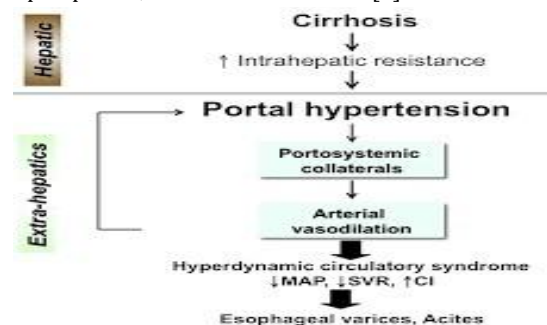 Cirrhosis
Hepatic
↑ Intrahepatic resistance
Portal hypertension
Extra-hepatics
Portosystemic
collaterals
Arterial
vasodilation
Hyperdynamic circulatory syndrome
↓MAP, ↓SVR, ↑CI
Esophageal varices, Acites